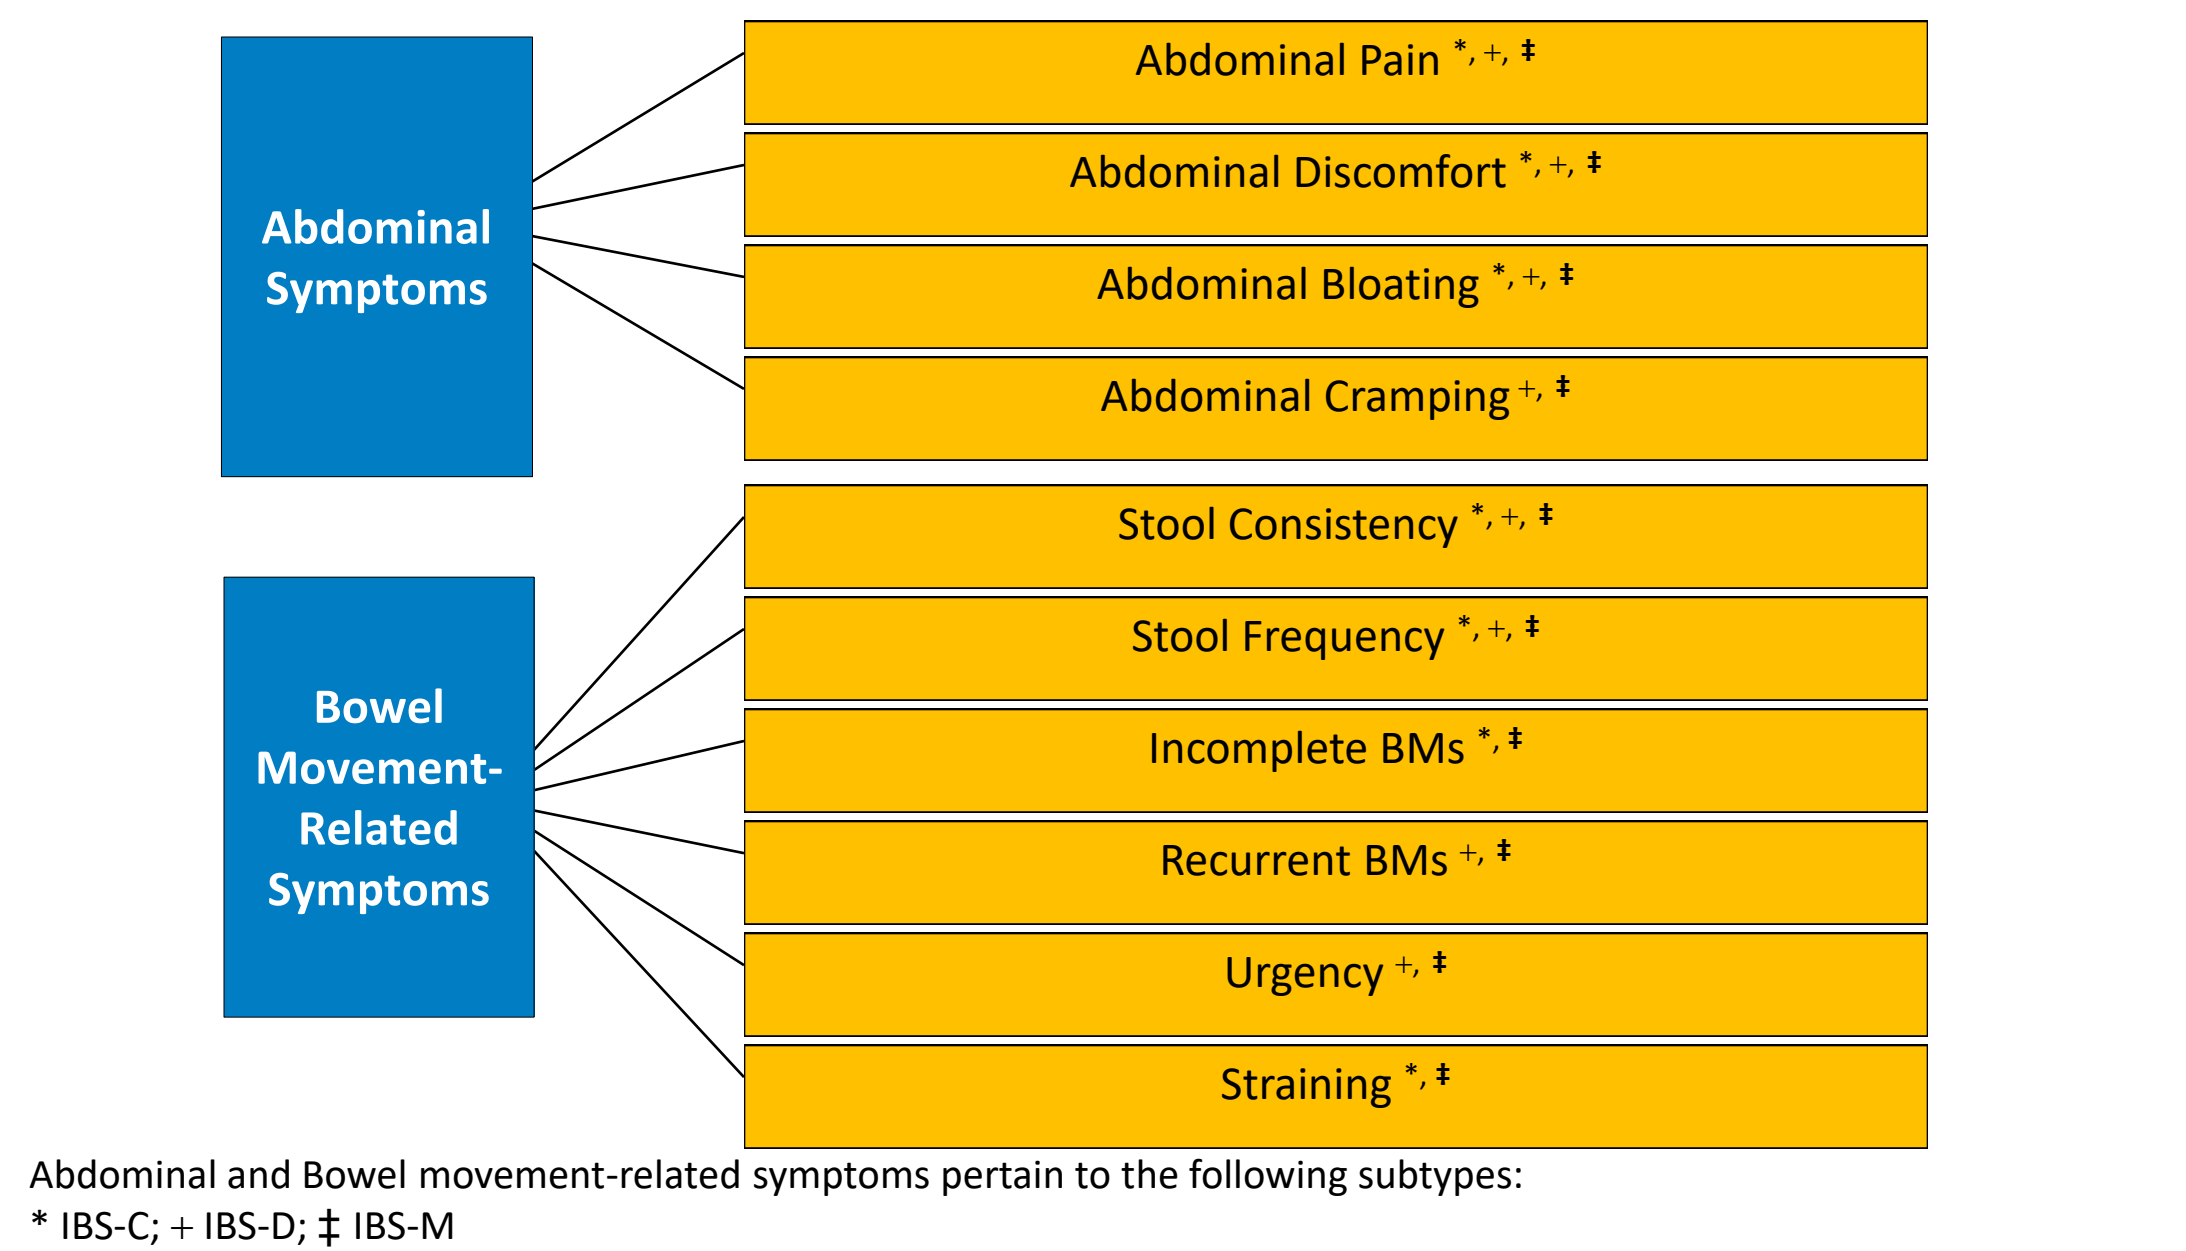 Abdominal
Symptoms
Abdominal Pain *, +, ‡
Abdominal Discomfort *, +, ‡
Abdominal Bloating *, +, ‡
Abdominal Cramping +, ‡
Bowel
Movement-
Related
Symptoms
Stool Consistency *, +, ‡
Stool Frequency *, +, ‡
Incomplete BMs *, ‡
Recurrent BMs +, ‡
Urgency +, ‡
Straining *, ‡
Abdominal and Bowel movement-related symptoms pertain to the following subtypes:
* IBS-C; + IBS-D; ‡ IBS-M